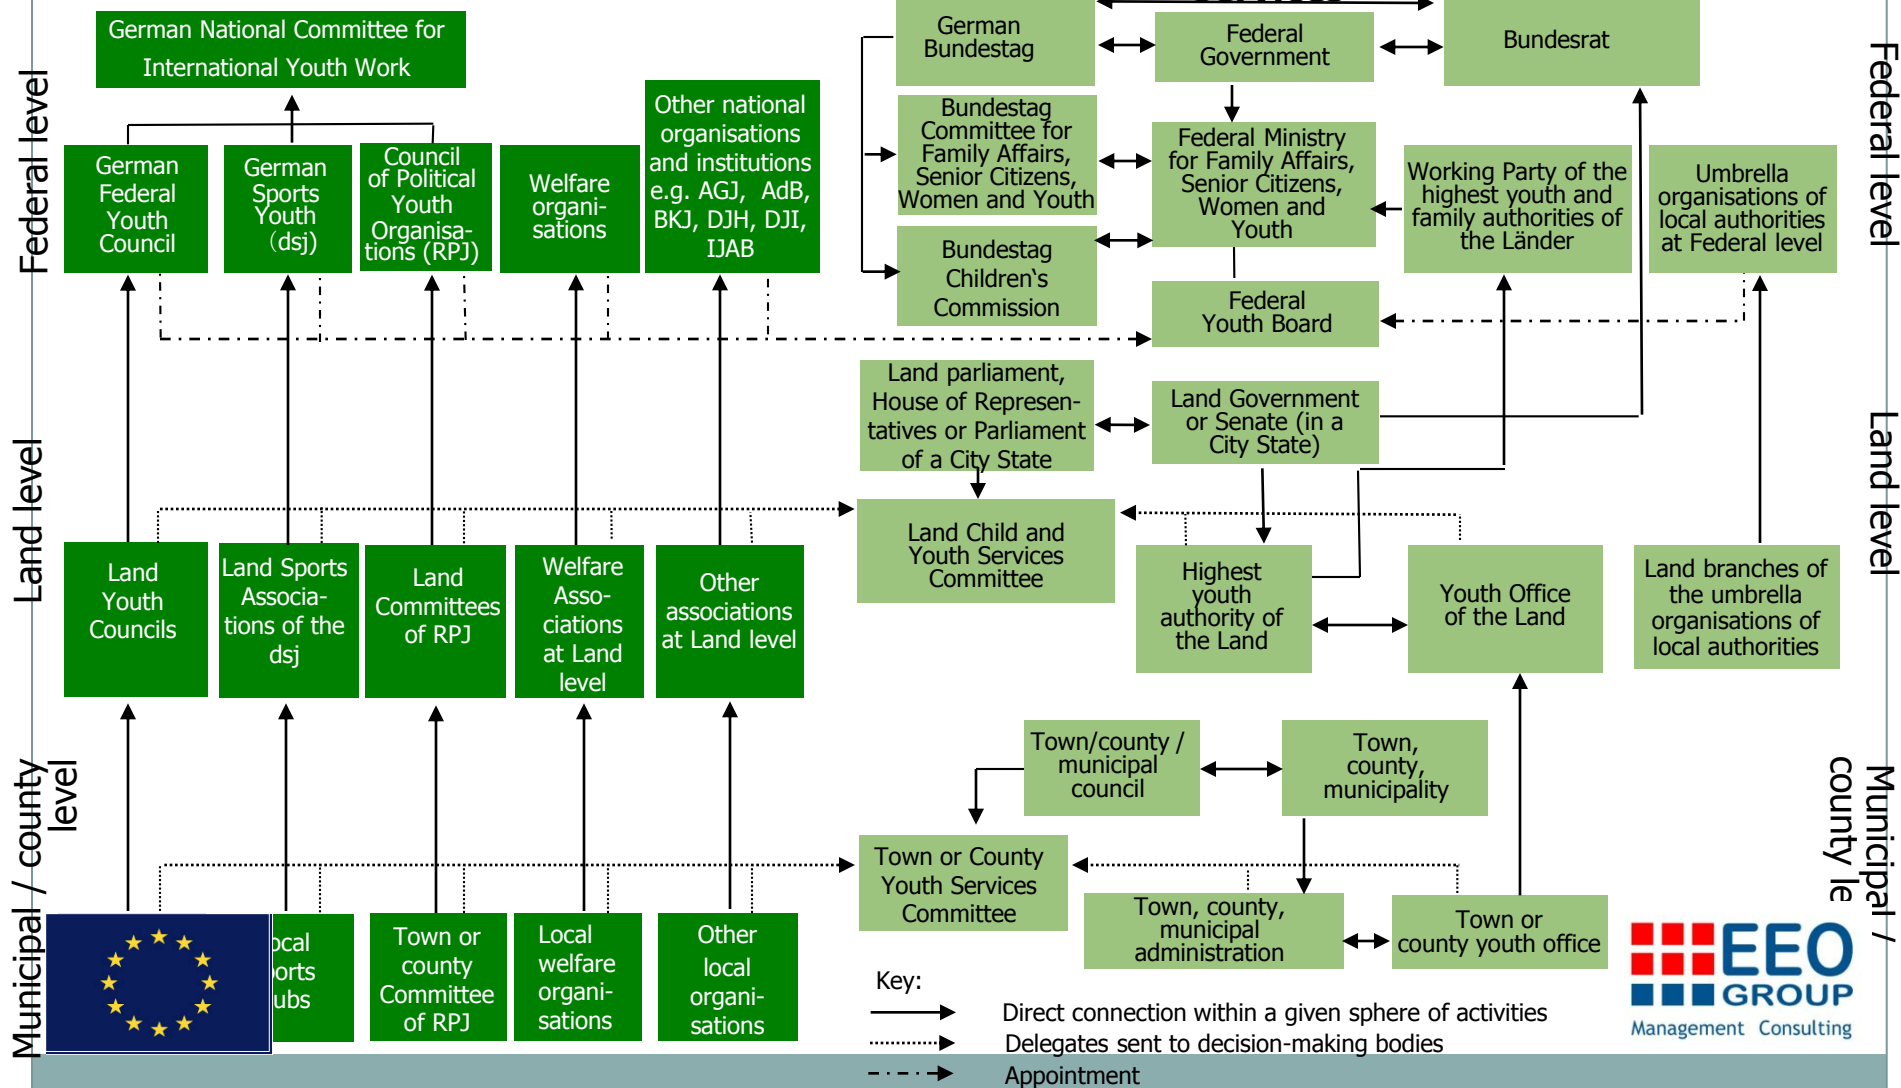 German National Committee for
International Youth Work
German
Bundestag
Federal
Government
Bundesrat
Federal level
Federal level
German
Federal
Youth
Council
German
Sports
Youth
(dsj)
Council
of Political
Youth
Organisa-
tions (RPJ)
Welfare
organi-
sations
Other national
organisations
and institutions
e.g. AGJ, AdB,
BKJ, DJH, DJI,
IJAB
Bundestag
Committee for
Family Affairs,
Senior Citizens,
Women and Youth
Federal Ministry
for Family Affairs,
Senior Citizens,
Women and
Youth
Working Party of the
highest youth and
family authorities of
the Länder
Umbrella
organisations of
local authorities
at Federal level
Bundestag
Children‘s
Commission
Federal
Youth Board
Land level
Land level
Land parliament,
House of Represen-
tatives or Parliament
of a City State
Land Government
or Senate (in a
City State)
Land Child and
Youth Services
Committee
Land
Youth
Councils
Land Sports
Associa-
tions of the
dsj
Land
Committees
of RPJ
Welfare
Asso-
ciations
at Land
level
Other
associations
at Land level
Highest
youth
authority of
the Land
Youth Office
of the Land
Land branches of
the umbrella
organisations of
local authorities
Municipal / county
level
Municipal /
county le
Town/county /
municipal
council
Town,
county,
municipality
Town or County
Youth Services
Committee
Town, county,
municipal
administration
Town or
county youth office
ocal
orts
ubs
Town or
county
Committee
of RPJ
Local
welfare
organi-
sations
Other
local
organi-
sations
Key:
Direct connection within a given sphere of activities
Delegates sent to decision-making bodies
Appointment
EEO
GROUP
Management Consulting